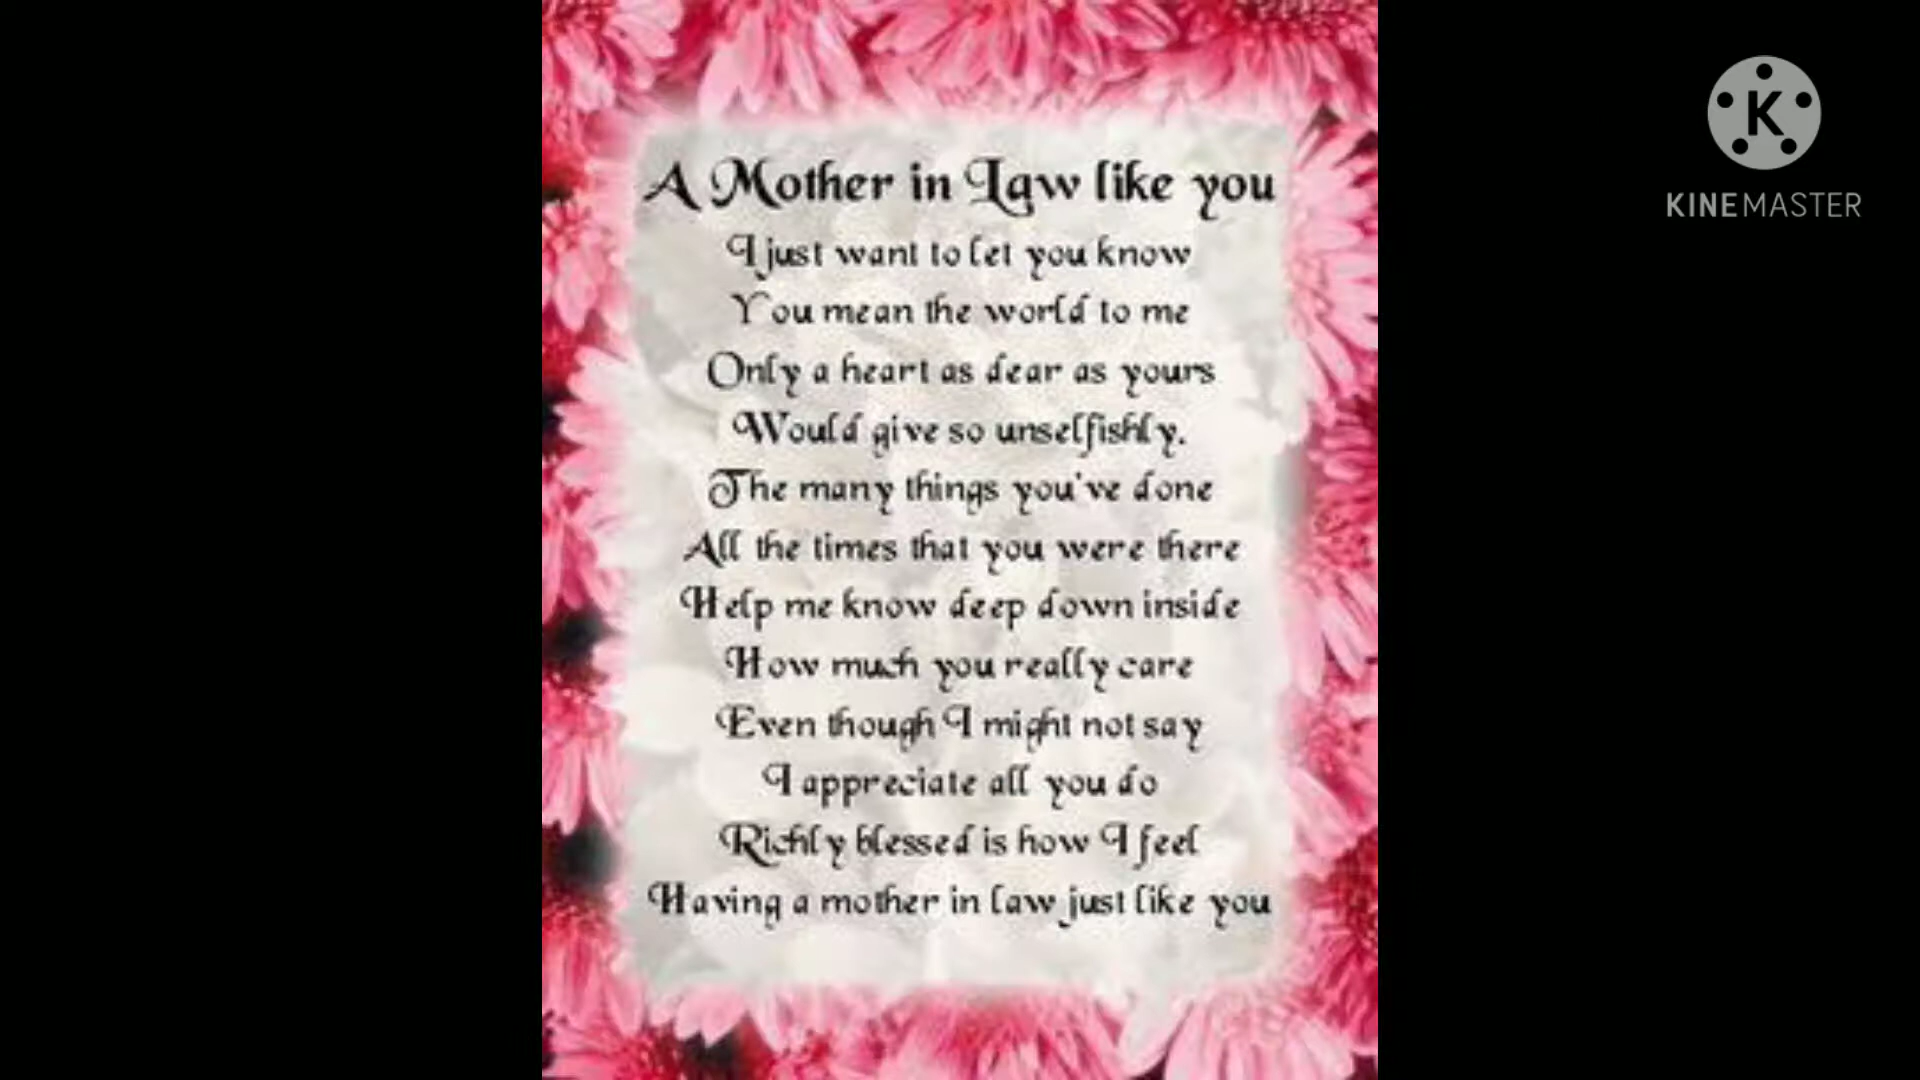 A Mother in Law like you
I just want to let you know
You mean the world to me
Only a heart as dear as yours
Would give so unselfishly.
The many things you've done
All the times that you were there
Help me know deep down inside
How much you really care
Even though I might not say
I appreciate all you do
Richly blessed is how I feel
Having a mother in law just like you
K
KINEMASTER